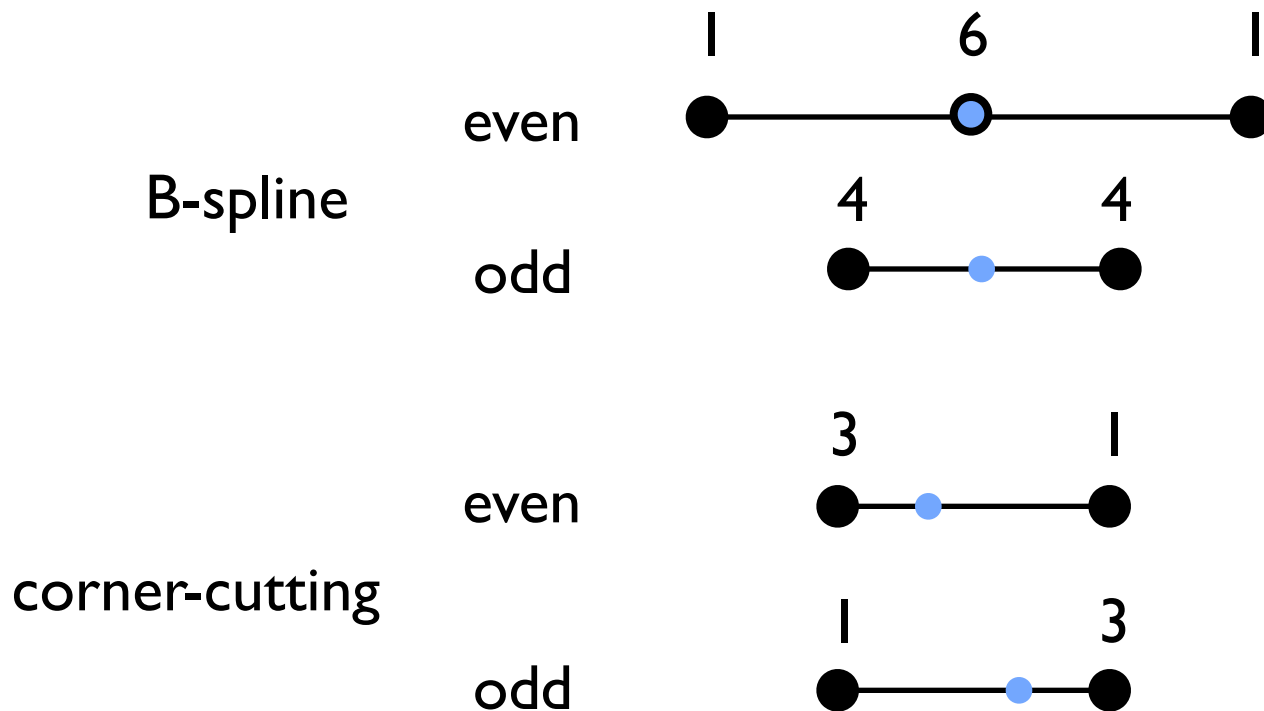 1 6 1
even
B-spline
4 4
odd
3 1
even
corner-cutting
1 3
odd